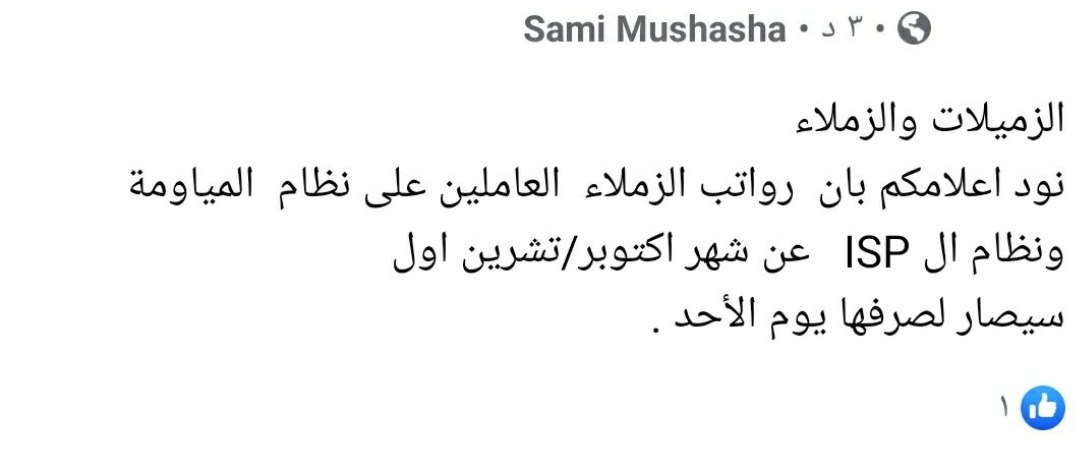 Sami Mushasha • ٣ د •
الزميلات والزملاء
نود اعلامكم بان رواتب الزملاء العاملين على نظام المياومة
ونظام ال ISP عن شهر اكتوبر/تشرين اول
سيصار لصرفها يوم الأحد .
١